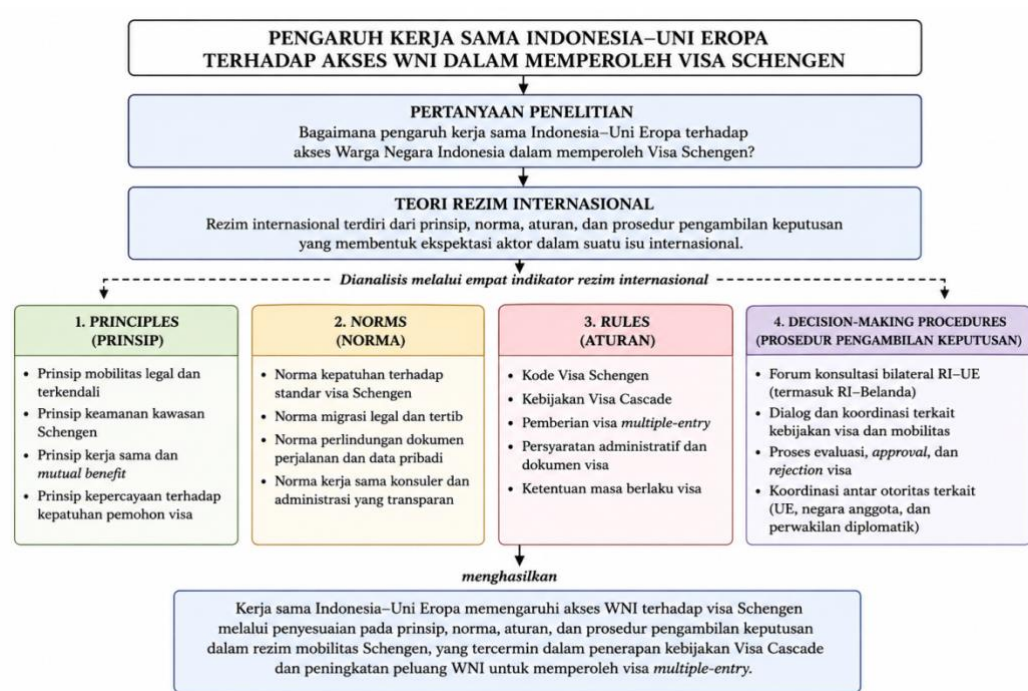 PENGARUH KERJA SAMA INDONESIA–UNI EROPA
TERHADAP AKSES WNI DALAM MEMPEROLEH VISA SCHENGEN
PERTANYAAN PENELITIAN
Bagaimana pengaruh kerja sama Indonesia–Uni Eropa terhadap
akses Warga Negara Indonesia dalam memperoleh Visa Schengen?
TEORI REZIM INTERNASIONAL
Rezim internasional terdiri dari prinsip, norma, aturan, dan prosedur pengambilan keputusan
yang membentuk ekspektasi aktor dalam suatu isu internasional.
Dianalisis melalui empat indikator rezim internasional
1. PRINCIPLES
(PRINSIP)
• Prinsip mobilitas legal dan
terkendali
• Prinsip keamanan kawasan
Schengen
• Prinsip kerja sama dan
mutual benefit
• Prinsip kepercayaan terhadap
kepatuhan pemohon visa
2. NORMS
(NORMA)
• Norma kepatuhan terhadap
standar visa Schengen
• Norma migrasi legal dan tertib
• Norma perlindungan dokumen
perjalanan dan data pribadi
• Norma kerja sama konsuler dan
administrasi yang transparan
3. RULES
(ATURAN)
• Kode Visa Schengen
• Kebijakan Visa Cascade
• Pemberian visa multiple-entry
• Persyaratan administratif dan
dokumen visa
• Ketentuan masa berlaku visa
4. DECISION-MAKING PROCEDURES
(PROSEDUR PENGAMBILAN KEPUTUSAN)
• Forum konsultasi bilateral RI–UE
(termasuk RI–Belanda)
• Dialog dan koordinasi terkait
kebijakan visa dan mobilitas
• Proses evaluasi, approval, dan
rejection visa
• Koordinasi antar otoritas terkait
(UE, negara anggota, dan
perwakilan diplomatik)
menghasilkan
Kerja sama Indonesia–Uni Eropa memengaruhi akses WNI terhadap visa Schengen
melalui penyesuaian pada prinsip, norma, aturan, dan prosedur pengambilan keputusan
dalam rezim mobilitas Schengen, yang tercermin dalam penerapan kebijakan Visa Cascade
dan peningkatan peluang WNI untuk memperoleh visa multiple-entry.